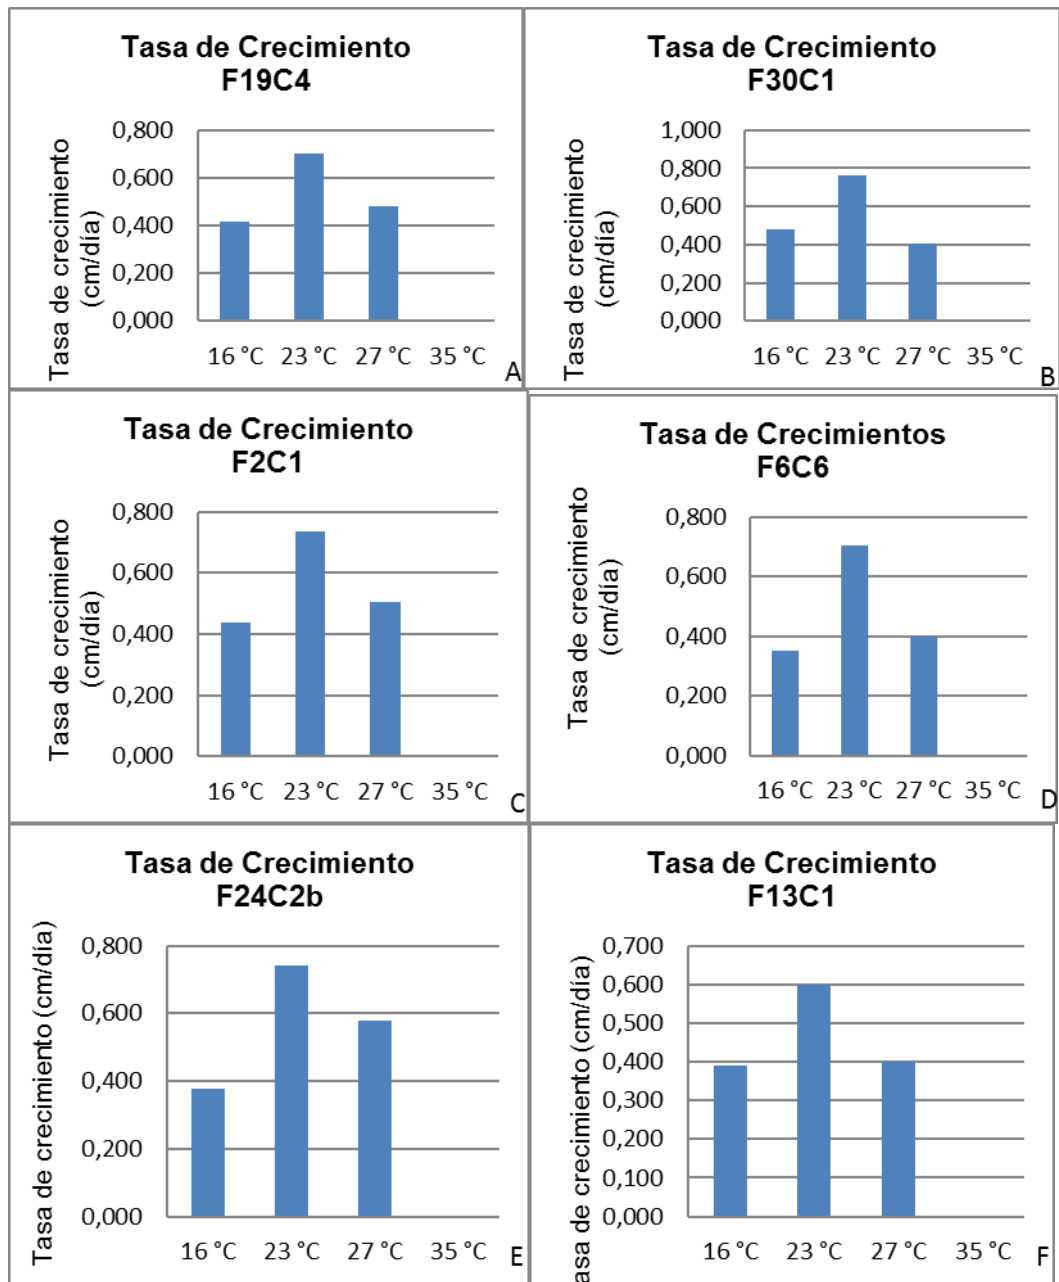 Tasa de Crecimiento
F19C4
Tasa de crecimiento
(cm/día)
0,800
0,600
0,400
0,200
0,000
16 °C 23 °C 27 °C 35 °C
A
Tasa de Crecimiento
F30C1
Tasa de crecimiento
(cm/día)
1,000
0,800
0,600
0,400
0,200
0,000
16 °C 23 °C 27 °C 35 °C
B
Tasa de Crecimiento
F2C1
Tasa de crecimiento
(cm/día)
0,800
0,600
0,400
0,200
0,000
16 °C 23 °C 27 °C 35 °C
C
Tasa de Crecimientos
F6C6
Tasa de crecimiento
(cm/día)
0,800
0,600
0,400
0,200
0,000
16 °C 23 °C 27 °C 35 °C
D
Tasa de Crecimiento
F24C2b
Tasa de crecimiento (cm/día)
0,800
0,600
0,400
0,200
0,000
16 °C 23 °C 27 °C 35 °C
E
Tasa de Crecimiento
F13C1
asa de crecimiento (cm/día)
0,700
0,600
0,500
0,400
0,300
0,200
0,100
0,000
16 °C 23 °C 27 °C 35 °C
F